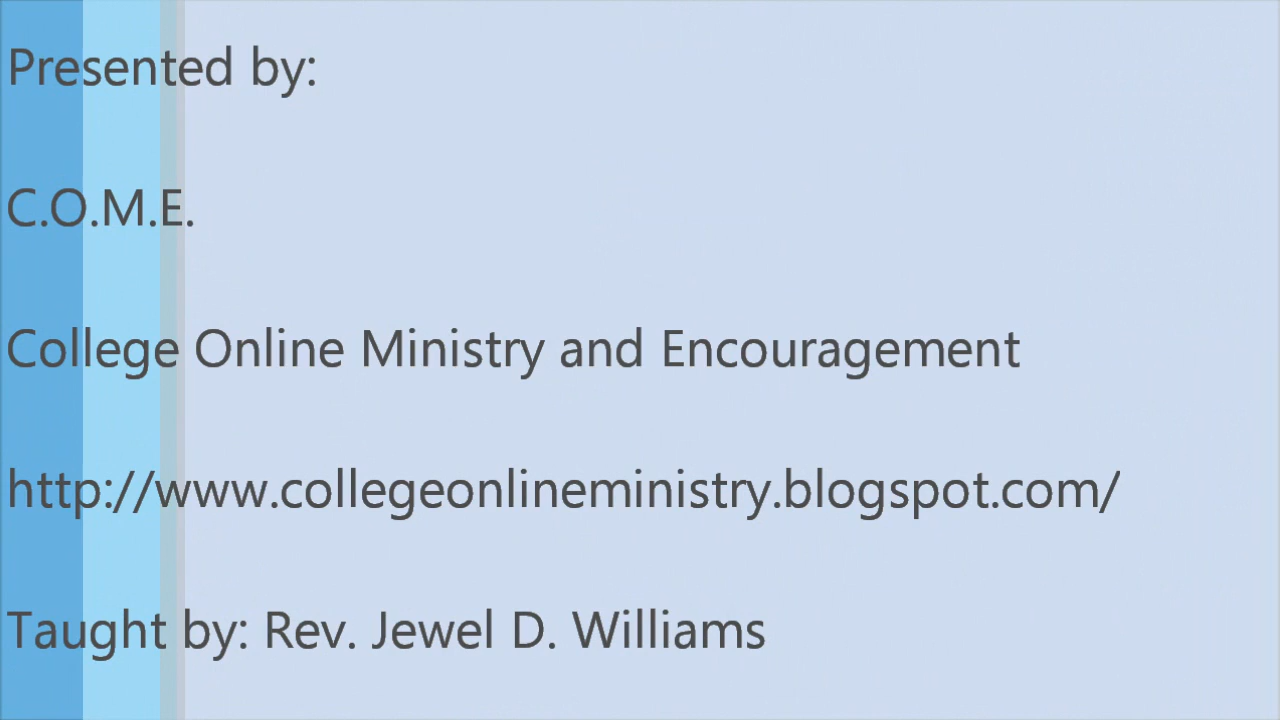 Presented by:
C.O.M.E.
College Online Ministry and Encouragement
http://www.collegeonlineministry.blogspot.com/
Taught by: Rev. Jewel D. Williams